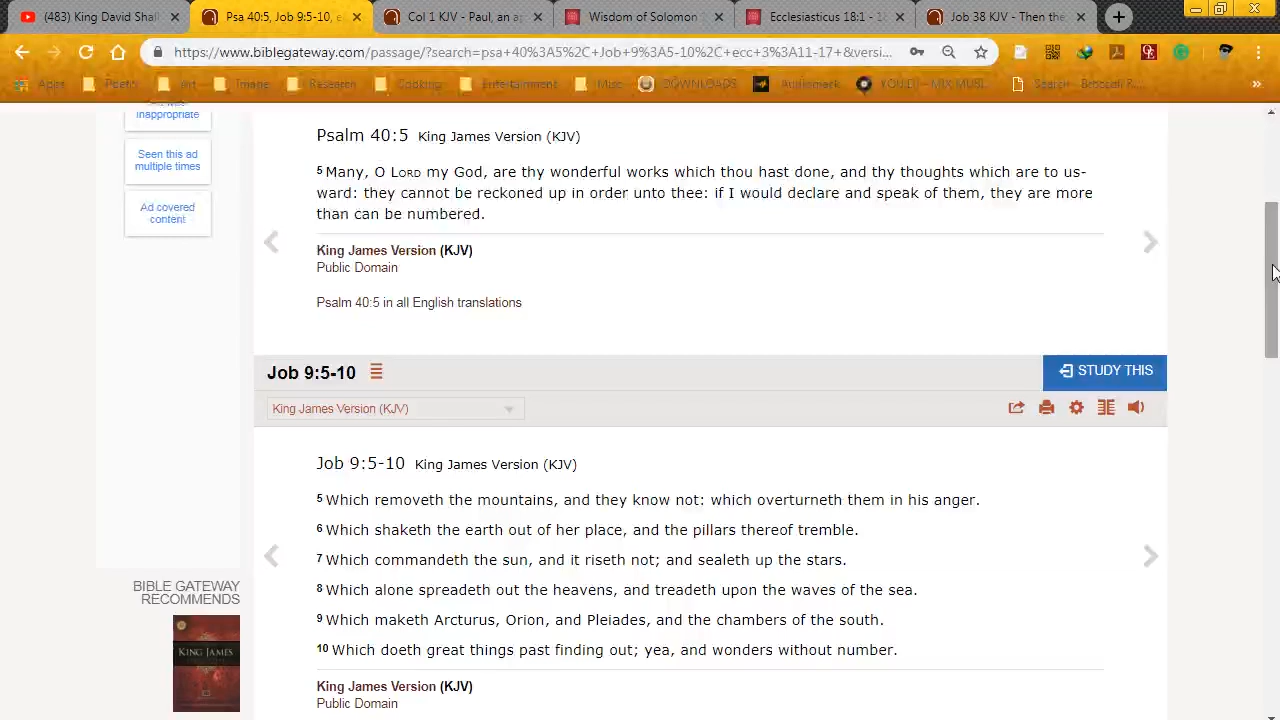 (483) King David Shall
Psa 40:5, Job 9:5-10, e
Col 1 KJV - Paul, an ap
Wisdom of Solomon
Ecclesiasticus 18:1 - 1
Job 38 KJV - Then the
https://www.biblegateway.com/passage/?search=psa+40%3A5%2C+Job+9%3A5-10%2C+ecc+3%3A11-17+&versi...
Apps
Poetry
Art
Image
Research
Cooking
Entertainment
Misc
DOWNLOADS
Audiomack
YOU.DJ – MIX MUSI...
Search - Broccoli R...
»
inappropriate
Seen this ad
multiple times
Ad covered
content
Psalm 40:5 King James Version (KJV)
5 Many, O LORD my God, are thy wonderful works which thou hast done, and thy thoughts which are to us-
ward: they cannot be reckoned up in order unto thee: if I would declare and speak of them, they are more
than can be numbered.
King James Version (KJV)
Public Domain
Psalm 40:5 in all English translations
Job 9:5-10
STUDY THIS
King James Version (KJV)
Job 9:5-10 King James Version (KJV)
5 Which removeth the mountains, and they know not: which overturneth them in his anger.
6 Which shaketh the earth out of her place, and the pillars thereof tremble.
7 Which commandeth the sun, and it riseth not; and sealeth up the stars.
8 Which alone spreadeth out the heavens, and treadeth upon the waves of the sea.
9 Which maketh Arcturus, Orion, and Pleiades, and the chambers of the south.
10 Which doeth great things past finding out; yea, and wonders without number.
King James Version (KJV)
Public Domain
BIBLE GATEWAY
RECOMMENDS
KING JAMES